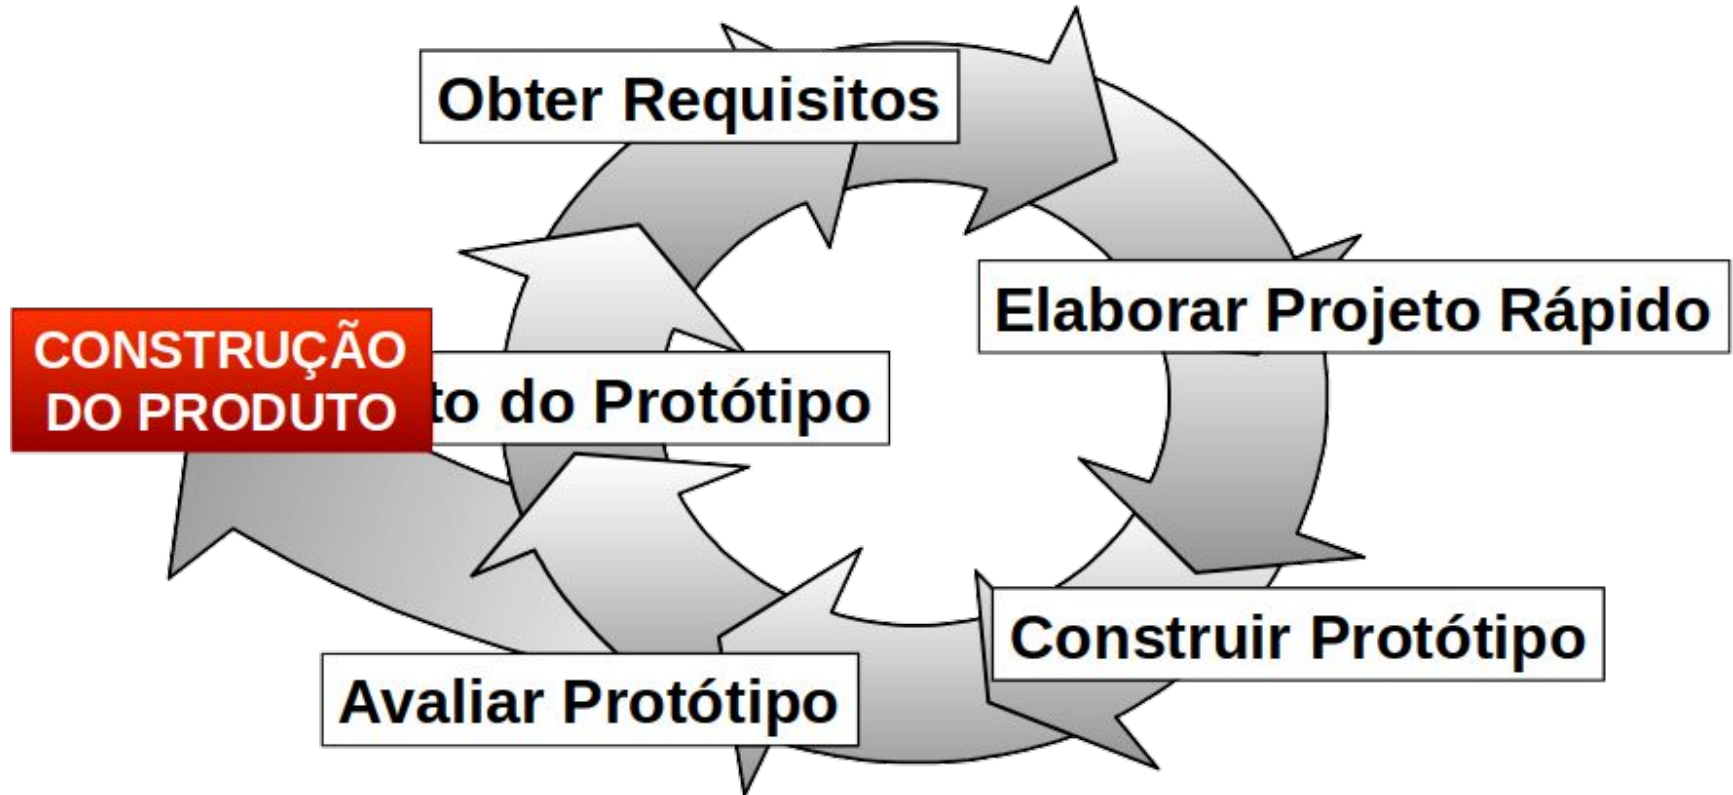 Obter Requisitos
Elaborar Projeto Rápido
CONSTRUÇÃO
DO PRODUTO
to do Protótipo
Construir Protótipo
Avaliar Protótipo